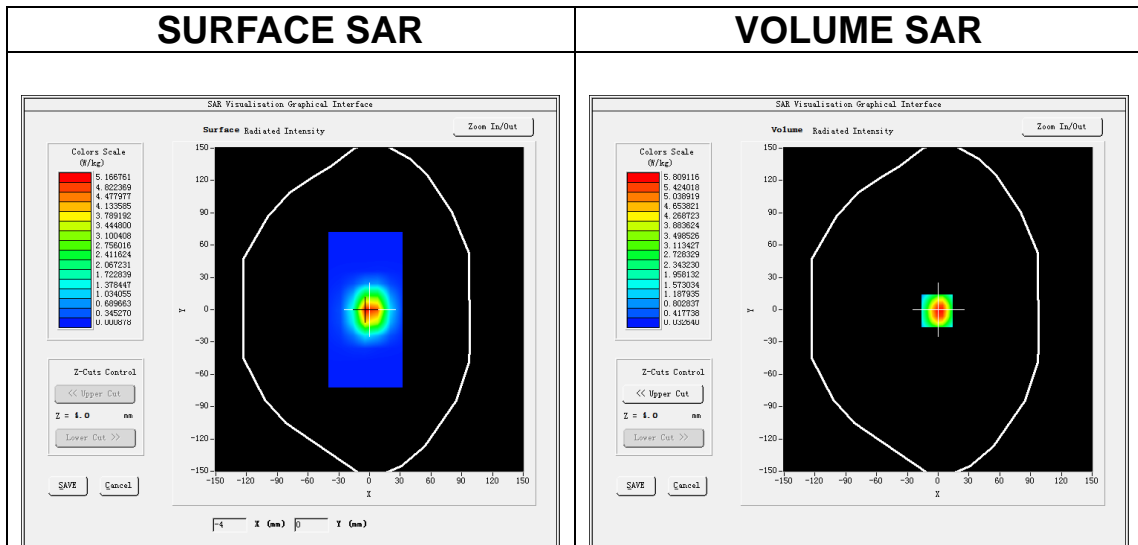 SURFACE SAR
VOLUME SAR
SAR Visualisation Graphical Interface
Surface Radiated Intensity
Zoom In/Out
Colors Scale
(W/kg)
5.166761
4.822369
4.477977
4.133585
3.789192
3.444800
3.100408
2.756016
2.411624
2.067231
1.722839
1.378447
1.034055
0.689663
0.345270
0.000878
Z-Cuts Control
<< Upper Cut
Z = 4.0 mm
Lower Cut >>
SAVE
Cancel
150
120
90
60
30
0
-30
-60
-90
-120
-150
Y
-150 -120 -90 -60 -30 0 30 60 90 120 150
X
-4 X (mm) 0 Y (mm)
SAR Visualisation Graphical Interface
Volume Radiated Intensity
Zoom In/Out
Colors Scale
(W/kg)
5.809116
5.424018
5.038919
4.653821
4.268723
3.883624
3.498526
3.113427
2.728329
2.343230
1.958132
1.573034
1.187935
0.802837
0.417738
0.032640
Z-Cuts Control
<< Upper Cut
Z = 4.0 mm
Lower Cut >>
SAVE
Cancel
150
120
90
60
30
0
-30
-60
-90
-120
-150
Y
-150 -120 -90 -60 -30 0 30 60 90 120 150
X